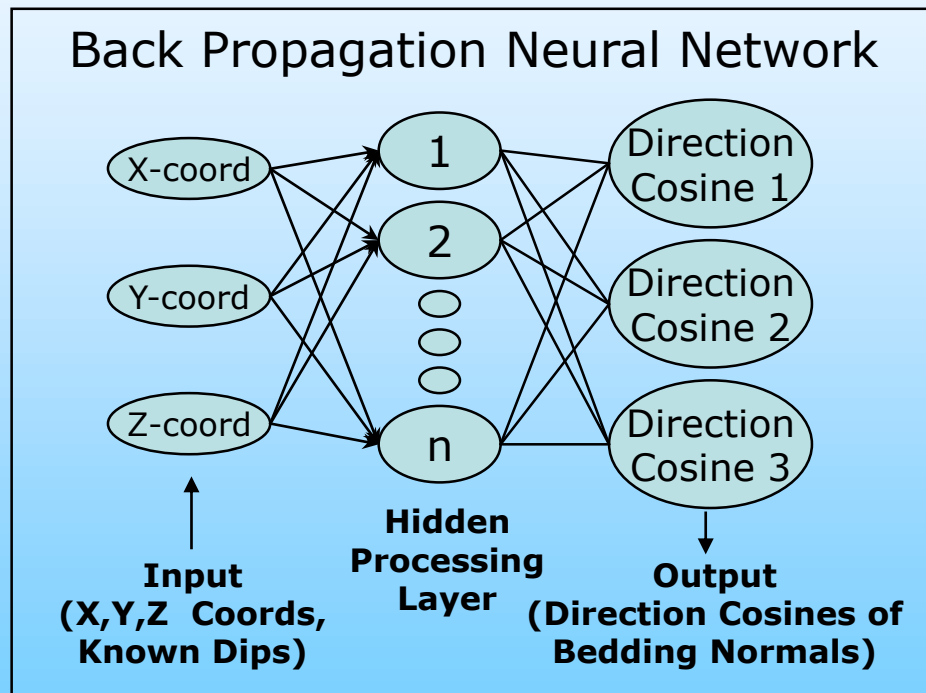 Back Propagation Neural Network
X-coord
Y-coord
Z-coord
1
2
n
Direction
Cosine 1
Direction
Cosine 2
Direction
Cosine 3
Input
(X,Y,Z Coords,
Known Dips)
Hidden
Processing
Layer
Output
(Direction Cosines of
Bedding Normals)